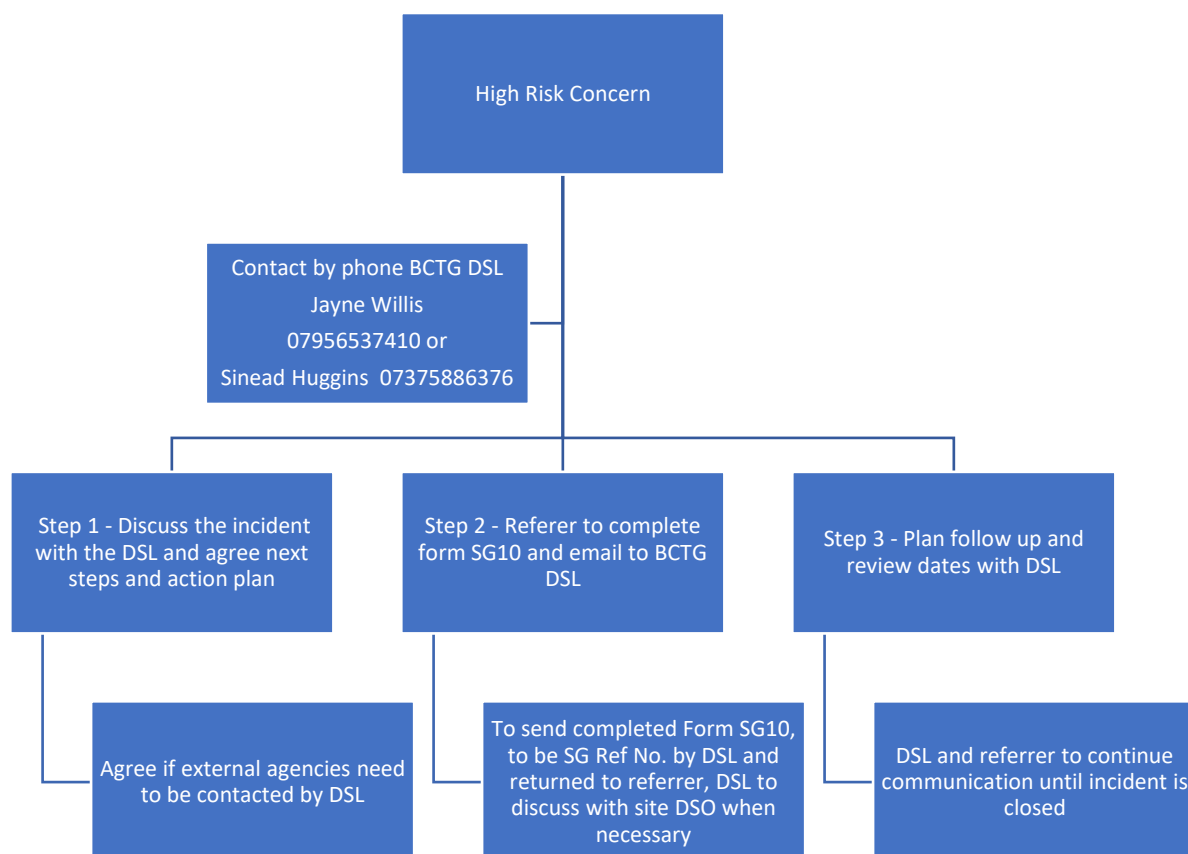 High Risk Concern
Contact by phone BCTG DSL
Jayne Willis
07956537410 or
Sinead Huggins  07375886376
Step 1 - Discuss the incident
with the DSL and agree next
steps and action plan
Step 2 - Referer to complete
form SG10 and email to BCTG
DSL
Step 3 - Plan follow up and
review dates with DSL
Agree if external agencies need
to be contacted by DSL
To send completed Form SG10,
to be SG Ref No. by DSL and
returned to referrer, DSL to
discuss with site DSO when
necessary
DSL and referrer to continue
communication until incident is
closed